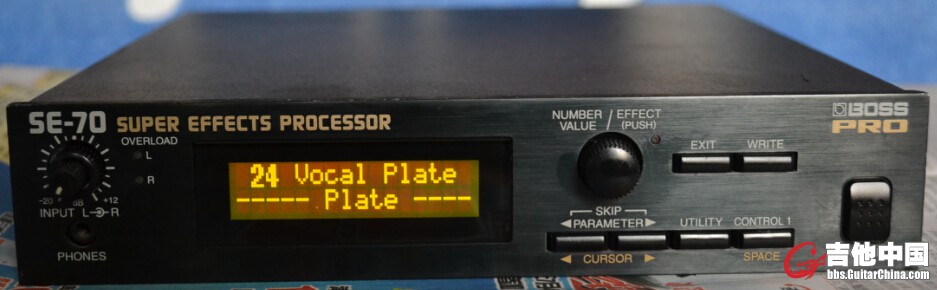 SE-70 SUPER EFFECTS PROCESSOR
BOSS
PRO
OVERLOAD
L
R
-20 dB +12
INPUT L R
PHONES
24 Vocal Plate
----- Plate ----
NUMBER / EFFECT
VALUE (PUSH)
EXIT WRITE
SKIP
PARAMETER
UTILITY CONTROL 1
CURSOR
SPACE
吉他中国
bbs.GuitarChina.com